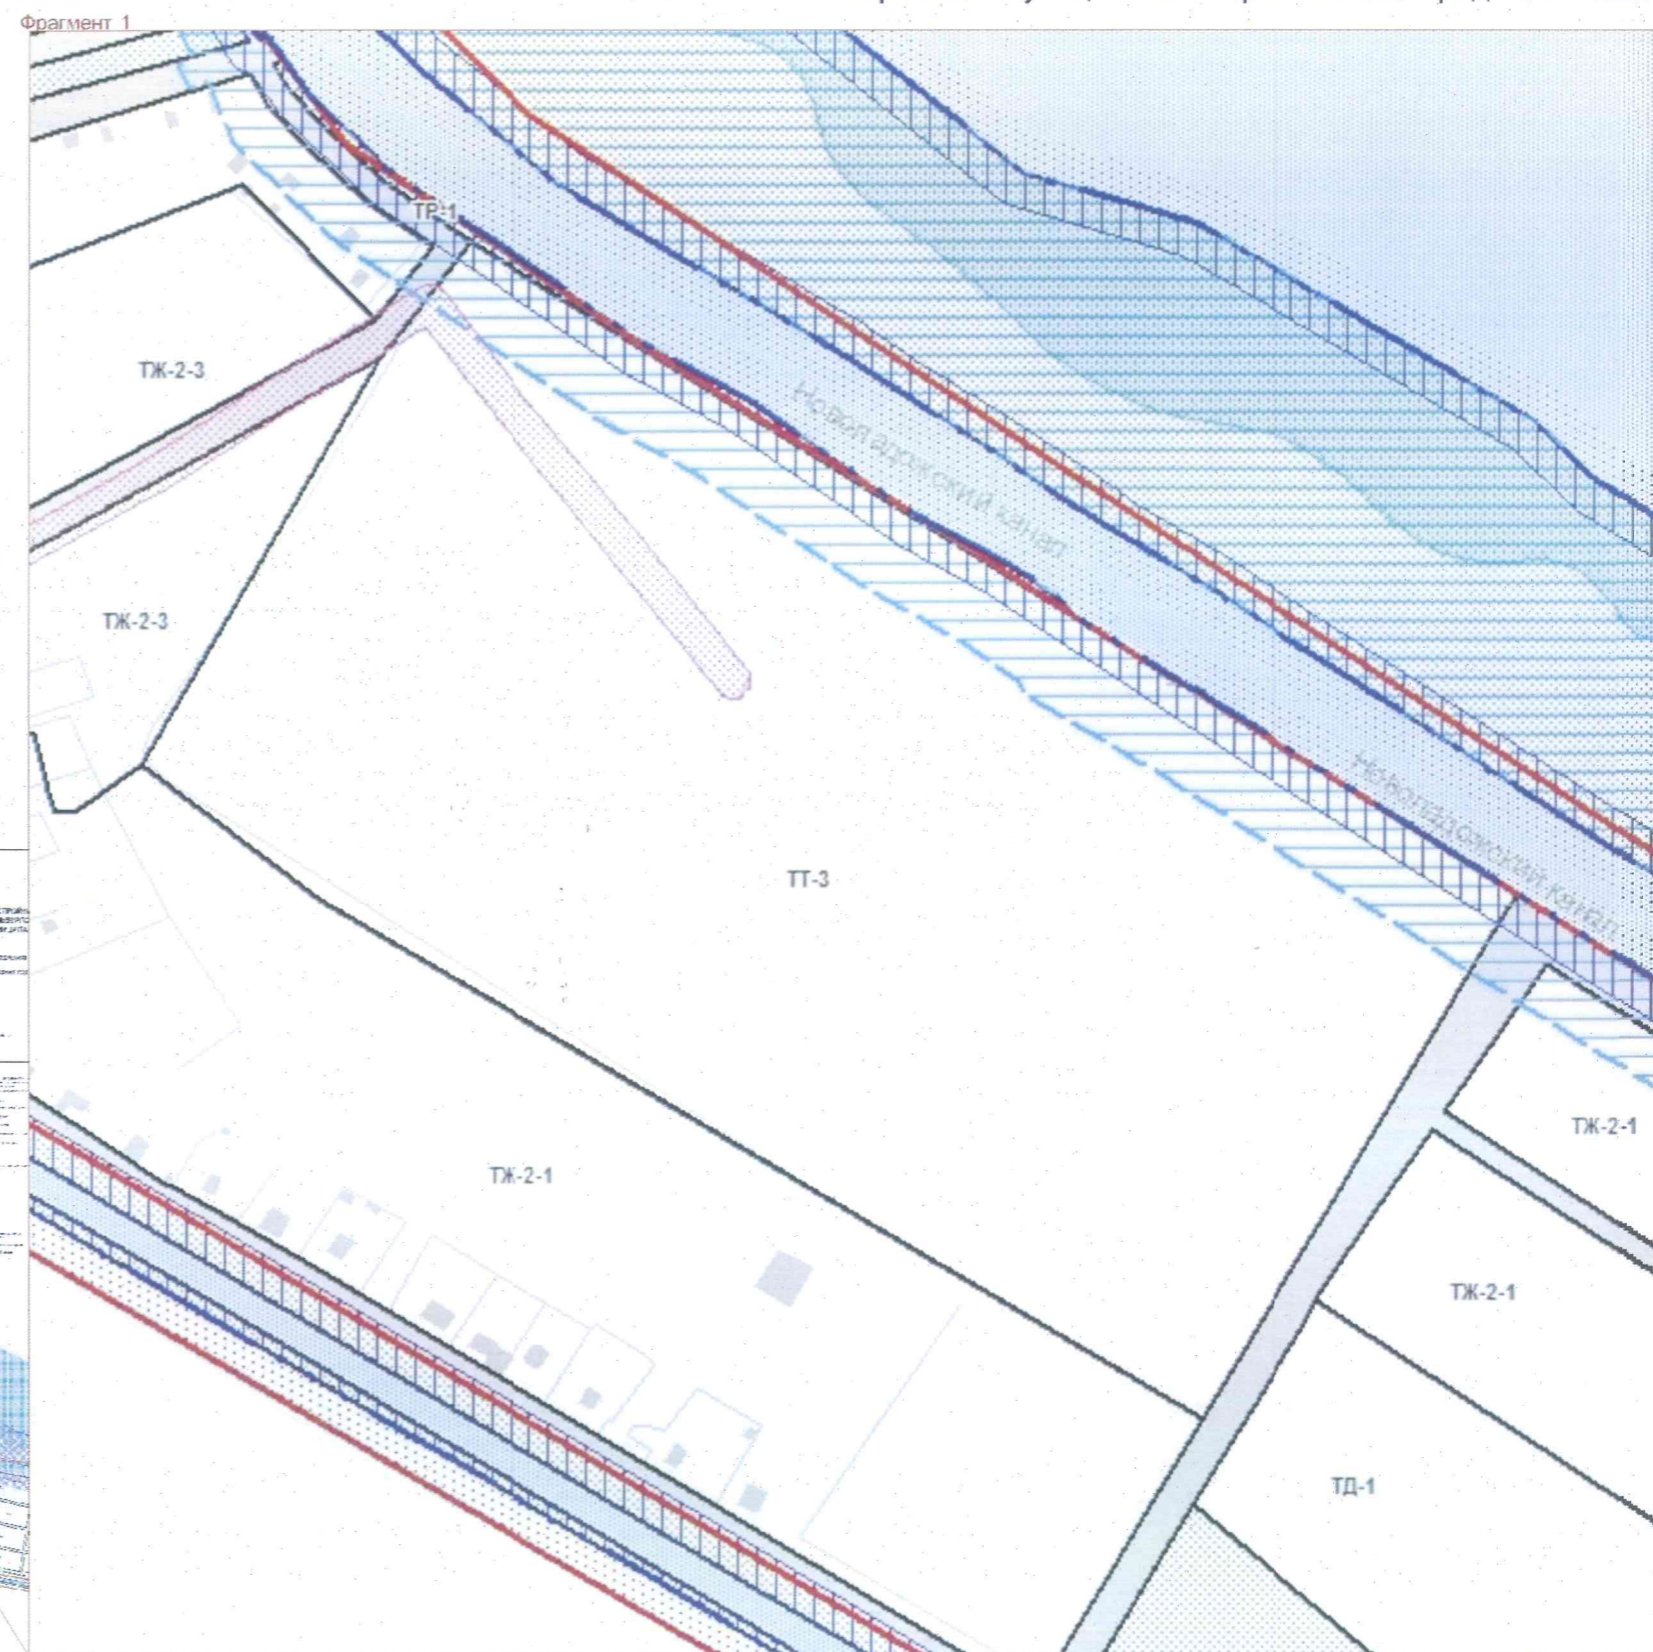 Фрагмент 1
ТР-1
ТЖ-2-3
Новоладожский канал
ТЖ-2-3
Новоладожский канал
ТТ-3
ТЖ-2-1
ТЖ-2-1
ТЖ-2-1
ТД-1